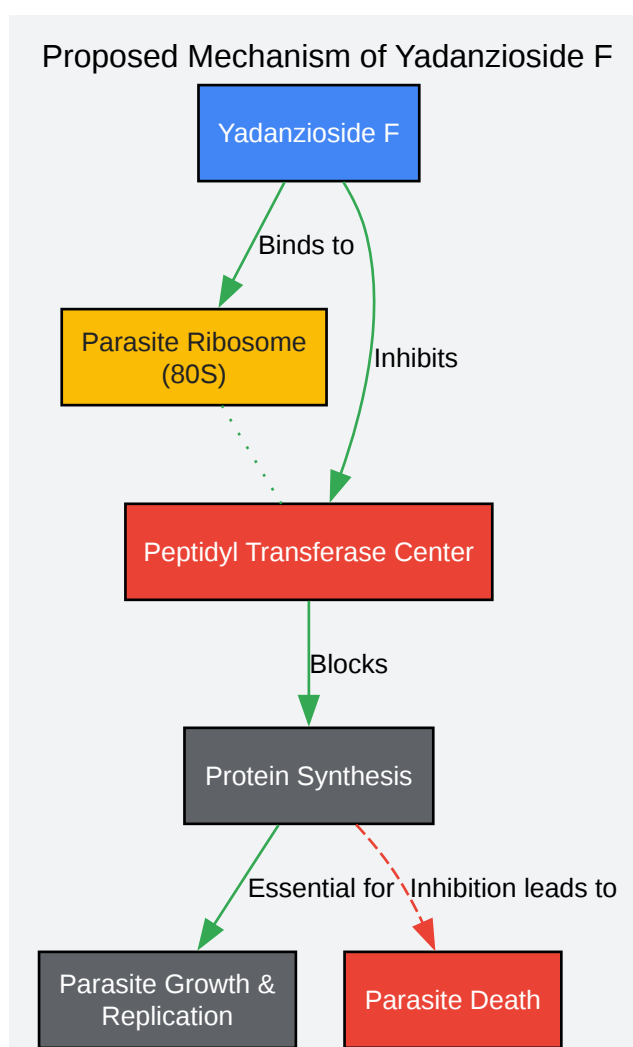 Proposed Mechanism of Yadanzioside F
Yadanzioside F
Binds to
Parasite Ribosome
(80S)
Inhibits
Peptidyl Transferase Center
Blocks
Protein Synthesis
Essential for
Inhibition leads to
Parasite Growth &
Replication
Parasite Death